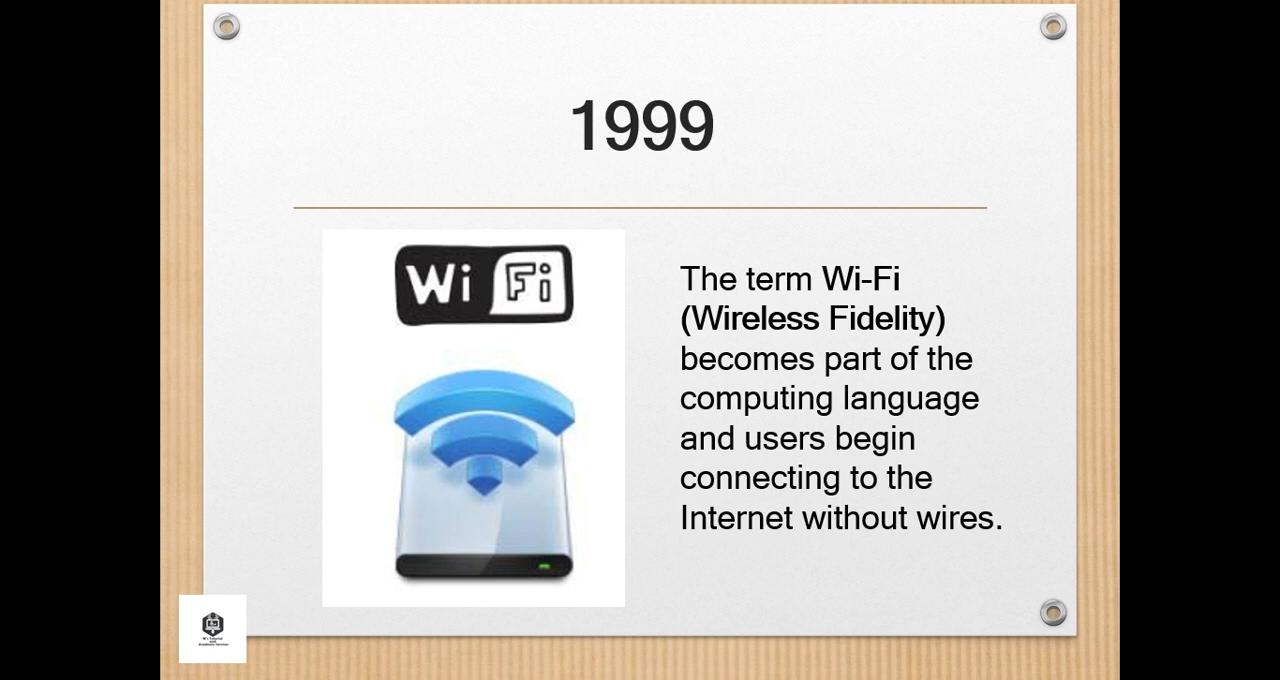 1999
Wi Fi
The term Wi-Fi
(Wireless Fidelity)
becomes part of the
computing language
and users begin
connecting to the
Internet without wires.